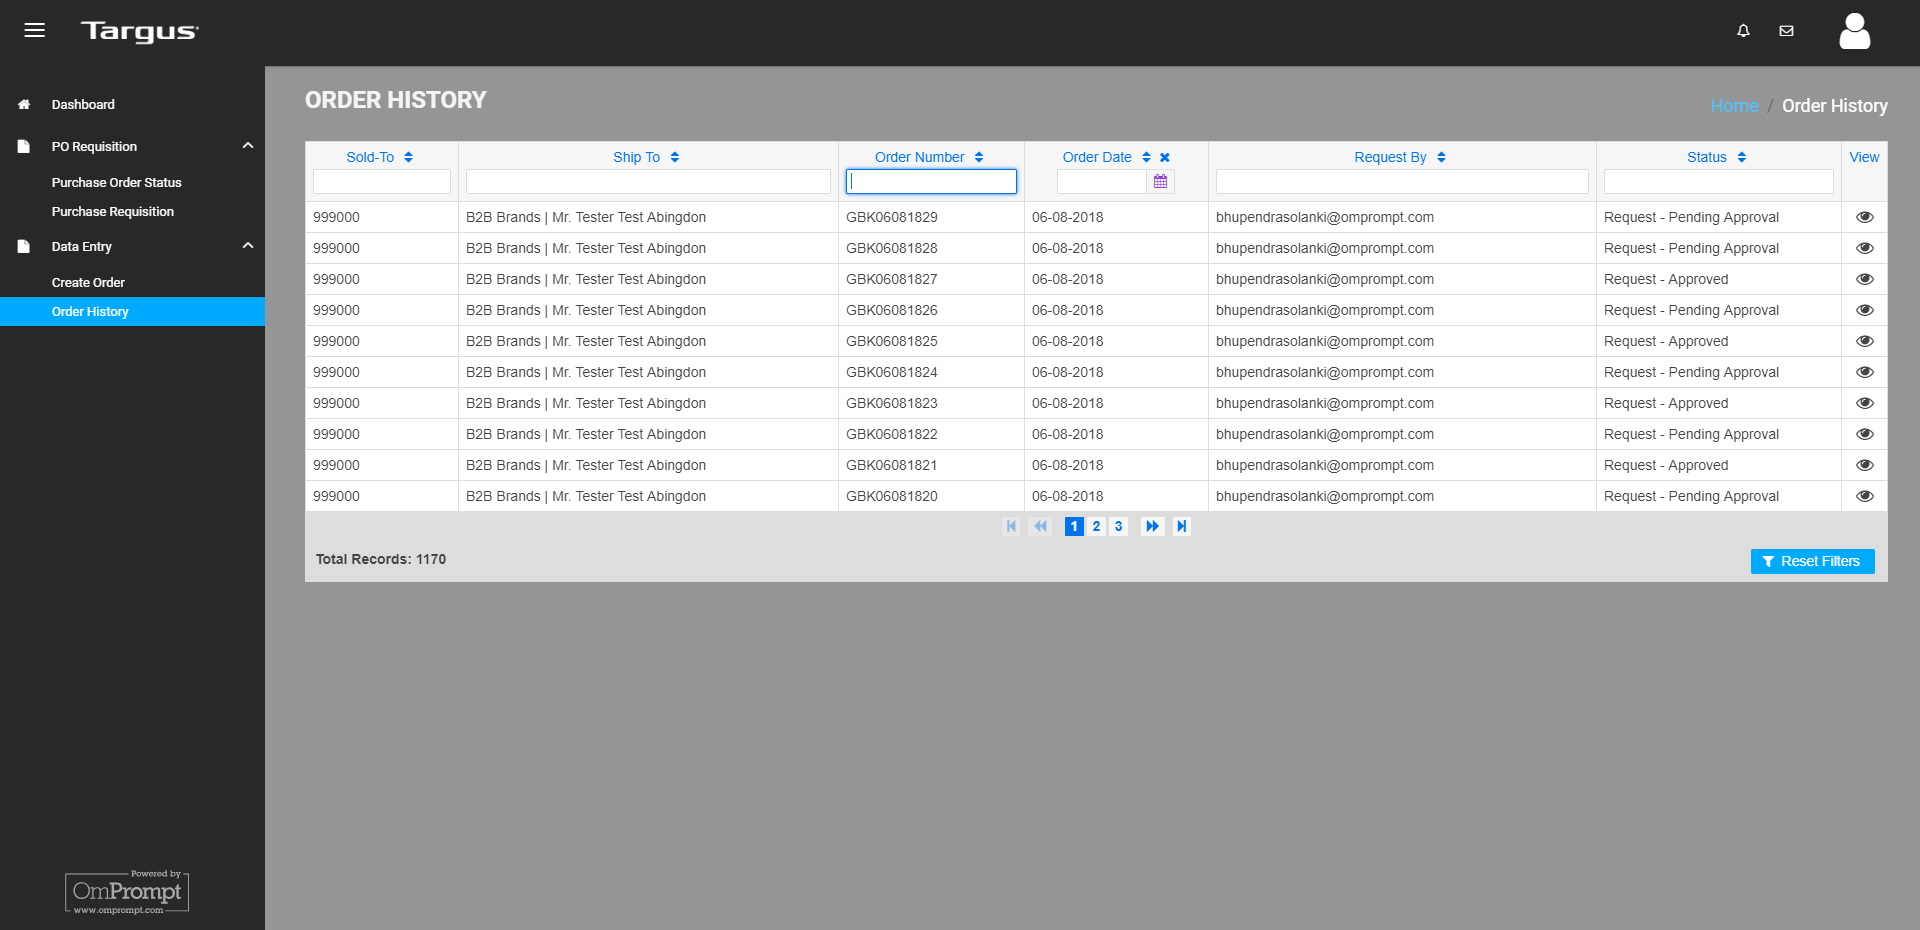 Targus
Dashboard
PO Requisition
Purchase Order Status
Purchase Requisition
Data Entry
Create Order
Order History
Powered by
OmPrompt
www.omprompt.com
ORDER HISTORY
Home / Order History
Sold-To Ship To Order Number Order Date Request By Status View
999000 B2B Brands | Mr. Tester Test Abingdon GBK06081829 06-08-2018 bhupendrasolanki@omprompt.com Request - Pending Approval
999000 B2B Brands | Mr. Tester Test Abingdon GBK06081828 06-08-2018 bhupendrasolanki@omprompt.com Request - Pending Approval
999000 B2B Brands | Mr. Tester Test Abingdon GBK06081827 06-08-2018 bhupendrasolanki@omprompt.com Request - Approved
999000 B2B Brands | Mr. Tester Test Abingdon GBK06081826 06-08-2018 bhupendrasolanki@omprompt.com Request - Pending Approval
999000 B2B Brands | Mr. Tester Test Abingdon GBK06081825 06-08-2018 bhupendrasolanki@omprompt.com Request - Approved
999000 B2B Brands | Mr. Tester Test Abingdon GBK06081824 06-08-2018 bhupendrasolanki@omprompt.com Request - Pending Approval
999000 B2B Brands | Mr. Tester Test Abingdon GBK06081823 06-08-2018 bhupendrasolanki@omprompt.com Request - Approved
999000 B2B Brands | Mr. Tester Test Abingdon GBK06081822 06-08-2018 bhupendrasolanki@omprompt.com Request - Pending Approval
999000 B2B Brands | Mr. Tester Test Abingdon GBK06081821 06-08-2018 bhupendrasolanki@omprompt.com Request - Approved
999000 B2B Brands | Mr. Tester Test Abingdon GBK06081820 06-08-2018 bhupendrasolanki@omprompt.com Request - Pending Approval
1 2 3
Total Records: 1170
Reset Filters